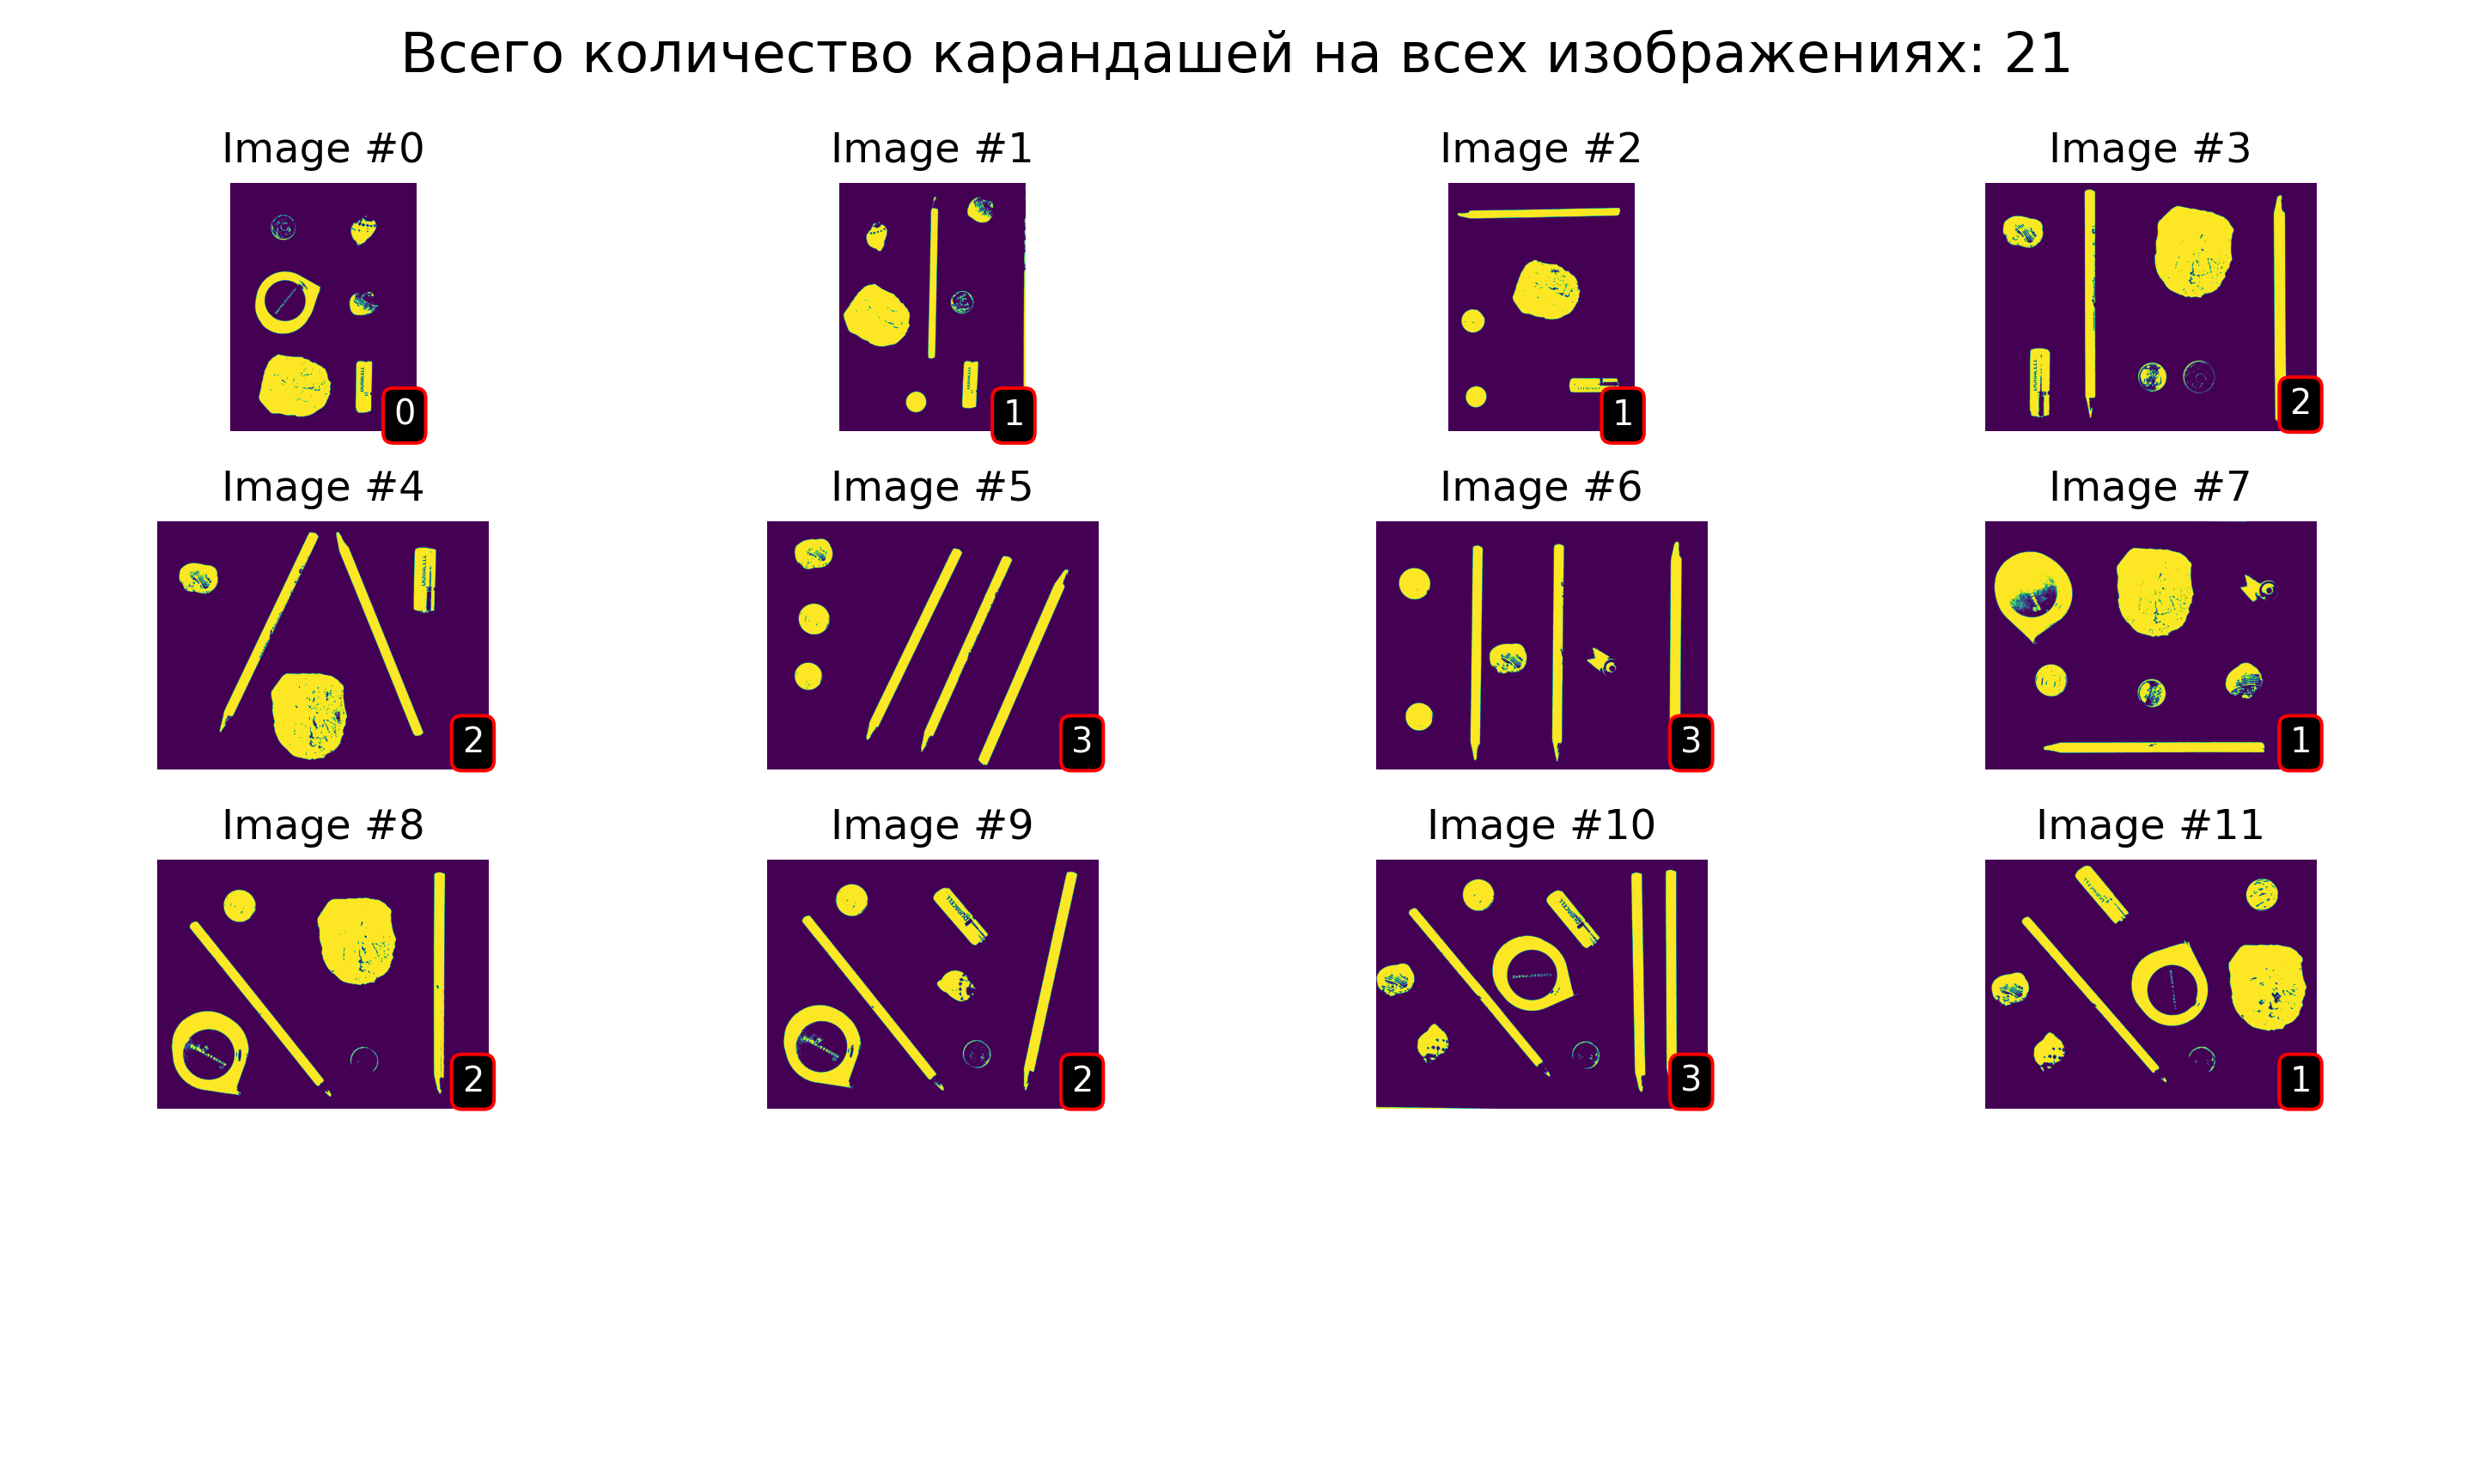 Всего количество карандашей на всех изображениях: 21
Image #0
Image #1
Image #2
Image #3
0
1
1
2
Image #4
Image #5
Image #6
Image #7
2
3
3
1
Image #8
Image #9
Image #10
Image #11
DURACELL
DURACELL
2
2
3
1